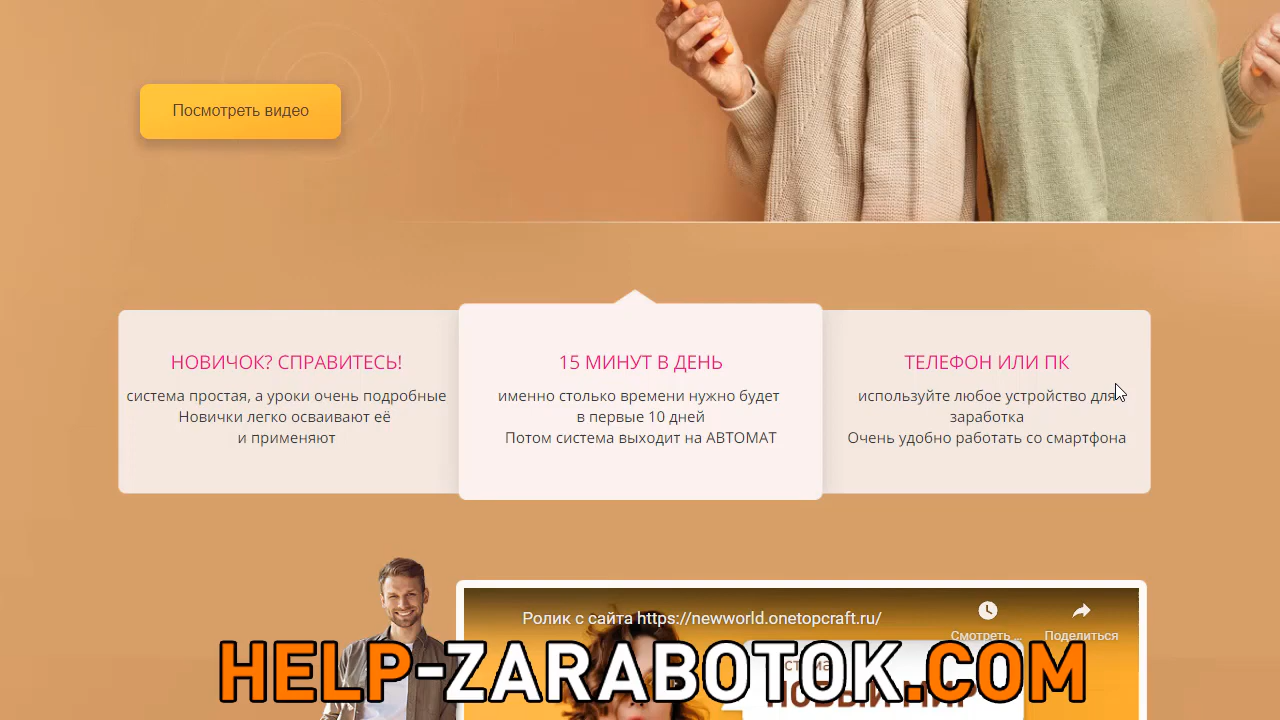 Посмотреть видео
НОВИЧОК? СПРАВИТЕСЬ!
система простая, а уроки очень подробные
Новички легко осваивают её
и применяют
15 МИНУТ В ДЕНЬ
именно столько времени нужно будет
в первые 10 дней
Потом система выходит на АВТОМАТ
ТЕЛЕФОН ИЛИ ПК
используйте любое устройство для
заработка
Очень удобно работать со смартфона
Ролик с сайта https://newworld.onetopcraft.ru/
Смотреть ...
Поделиться
HELP-ZARABOTOK.COM